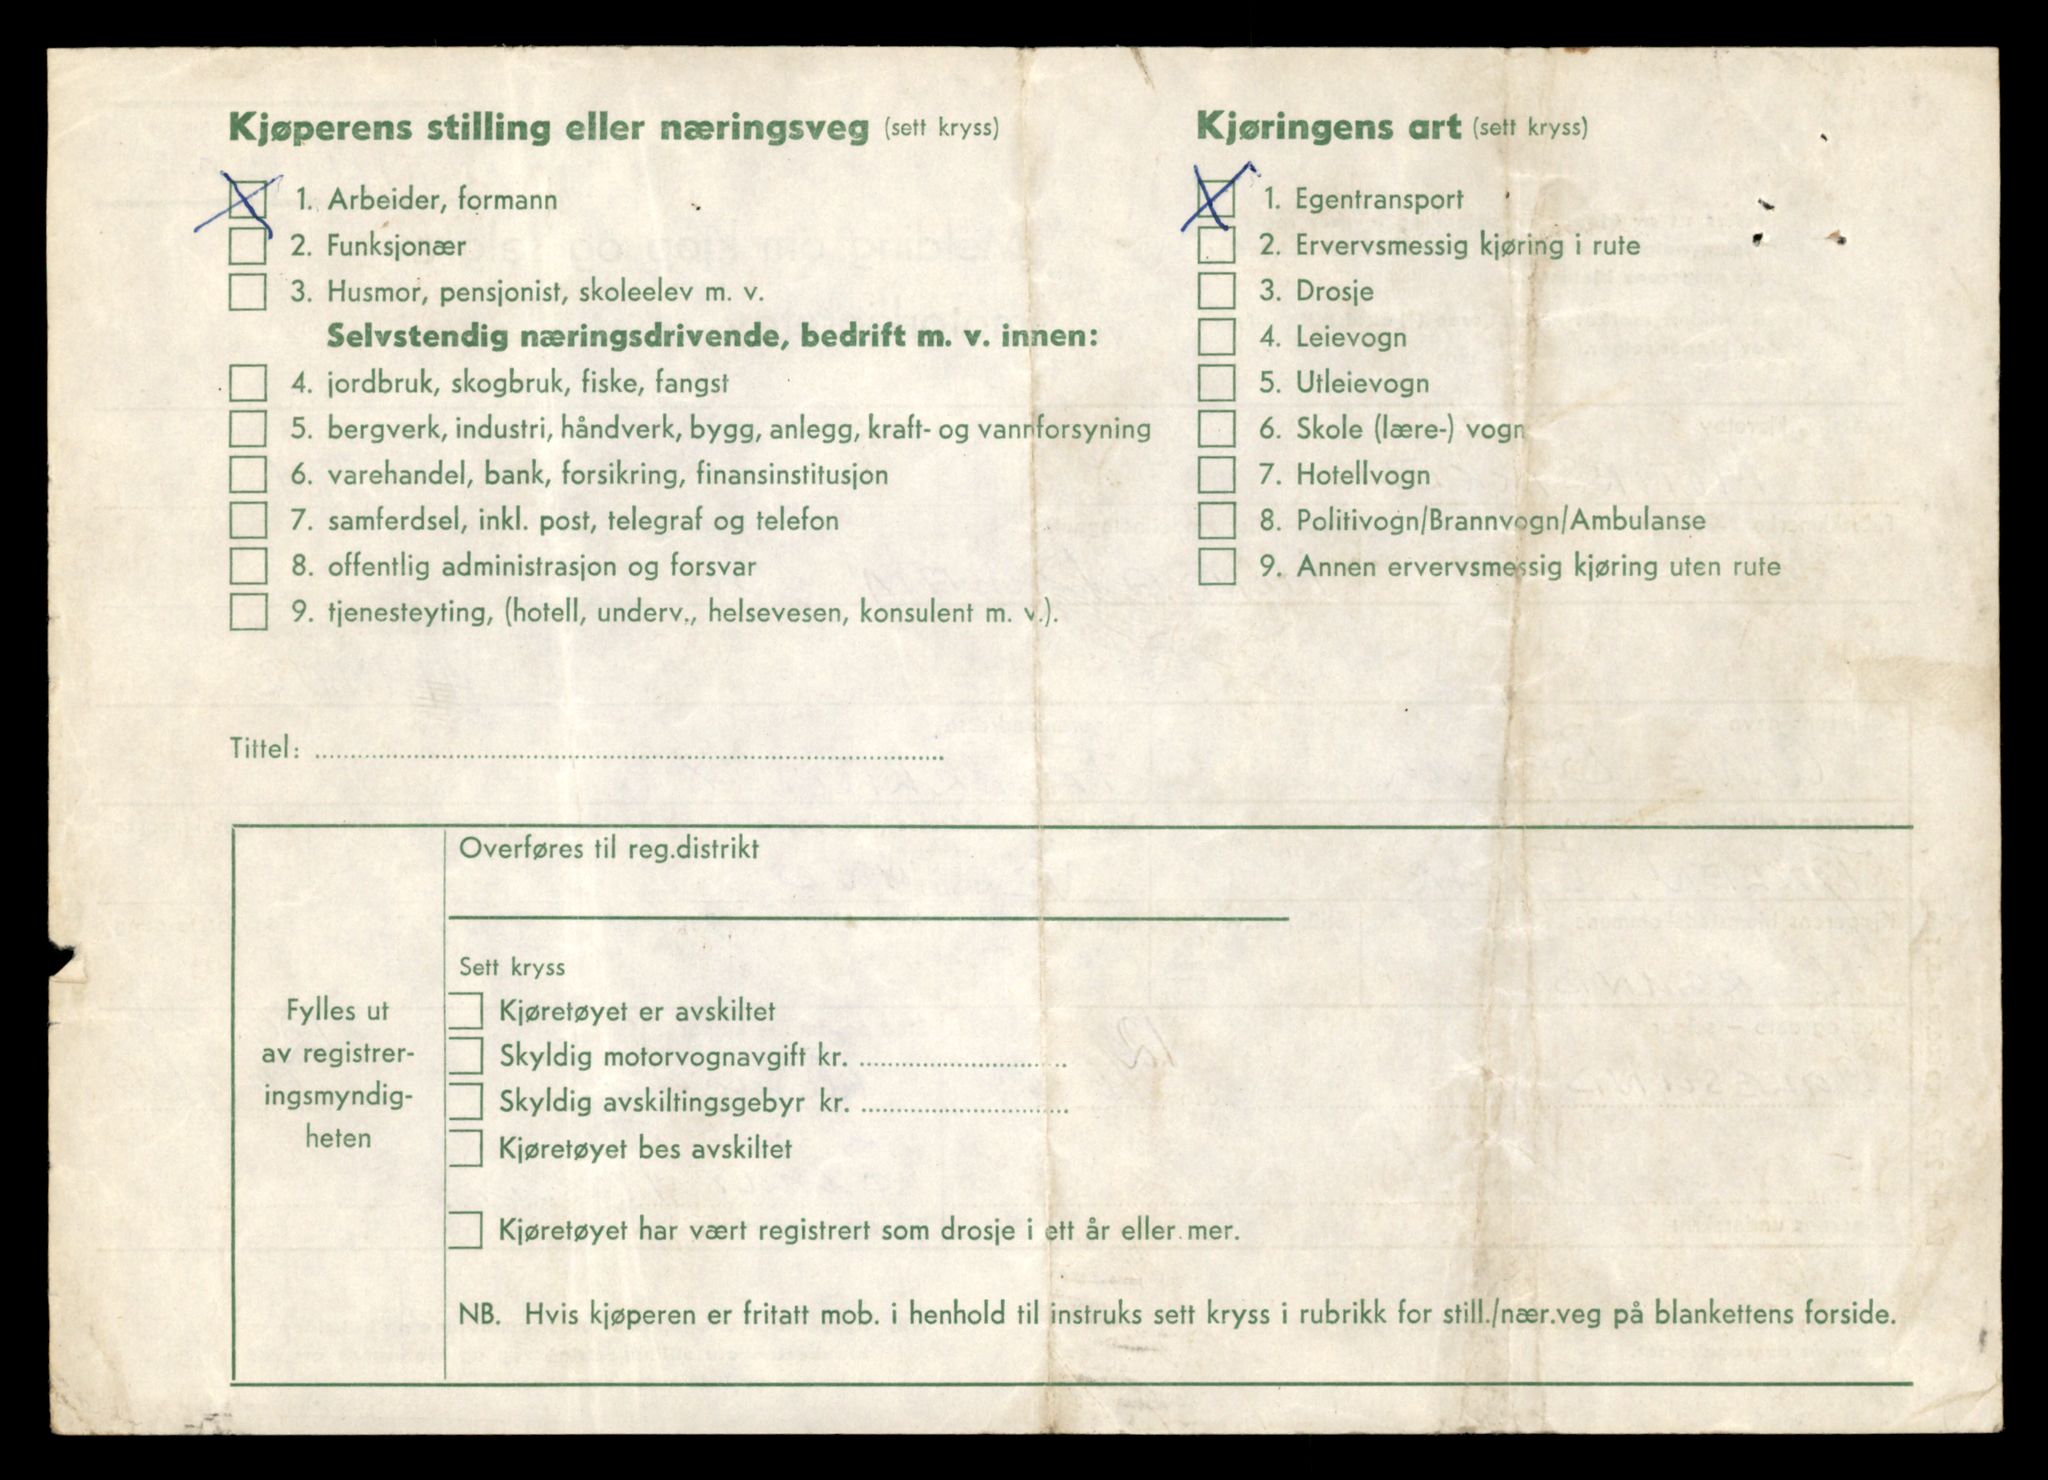 Kjøperens stilling eller næringsveg (sett kryss)
1. Arbeider, formann
2. Funksjonær
3. Husmor, pensjonist, skoleelev m. v.
Selvstendig næringsdrivende, bedrift m. v. innen:
4. jordbruk, skogbruk, fiske, fangst
5. bergverk, industri, håndverk, bygg, anlegg, kraft- og vannforsyning
6. varehandel, bank, forsikring, finansinstitusjon
7. samferdsel, inkl. post, telegraf og telefon
8. offentlig administrasjon og forsvar
9. tjenesteyting, (hotell, underv., helsevesen, konsulent m. v.).
Kjøringens art (sett kryss)
1. Egentransport
2. Ervervsmessig kjøring i rute
3. Drosje
4. Leievogn
5. Utleievogn
6. Skole (lære-) vogn
7. Hotellvogn
8. Politivogn/Brannvogn/Ambulanse
9. Annen ervervsmessig kjøring uten rute
Tittel:
Fylles ut
av registrer-
ingsmyndig-
heten
Overføres til reg.distrikt
Sett kryss
Kjøretøyet er avskiltet
Skyldig motorvognavgift kr.
Skyldig avskiltingsgebyr kr.
Kjøretøyet bes avskiltet
Kjøretøyet har vært registrert som drosje i ett år eller mer.
NB. Hvis kjøperen er fritatt mob. i henhold til instruks sett kryss i rubrikk for still./nær.veg på blankettens forside.